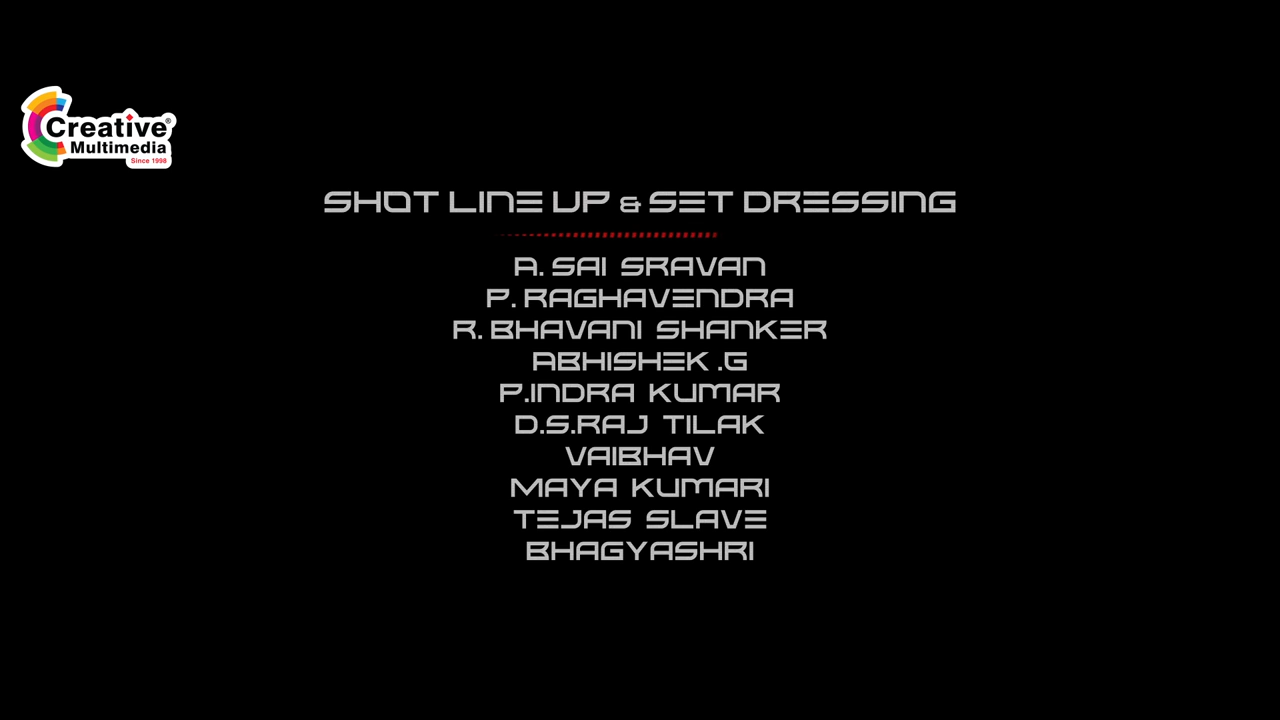 Creative®
Multimedia
Since 1998
SHOT LINE UP & SET DRESSING
A. SAI SRAVAN
P. RAGHAVENDRA
R. BHAVANI SHANKER
ABHISHEK .G
P.INDRA KUMAR
D.S.RAJ TILAK
VAIBHAV
MAYA KUMARI
TEJAS SLAVE
BHAGYASHRI